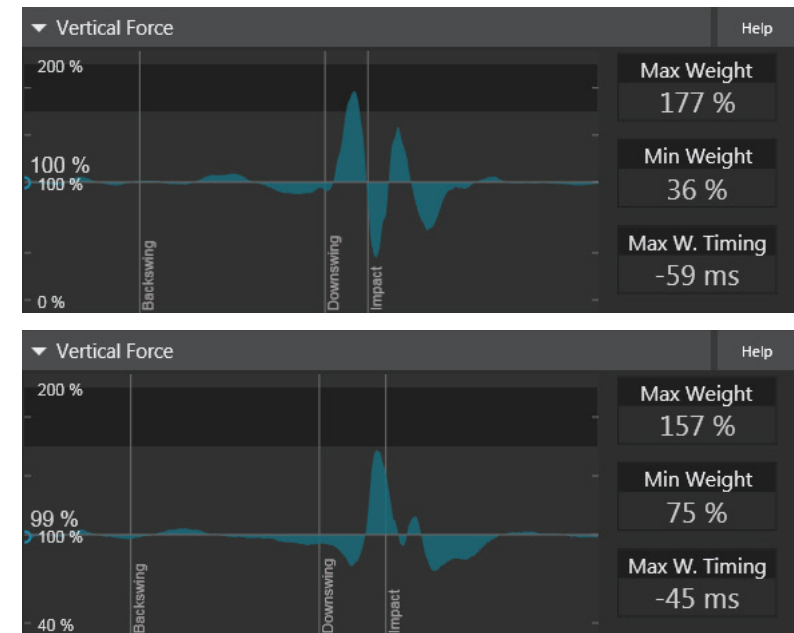 Vertical Force Help
200 %
Max Weight
177 %
100 %
100 %
Min Weight
36 %
Max W. Timing
-59 ms
0 %
Backswing
Downswing
Impact
Vertical Force Help
200 %
Max Weight
157 %
99 %
100 %
Min Weight
75 %
Max W. Timing
-45 ms
40 %
Backswing
Downswing
Impact